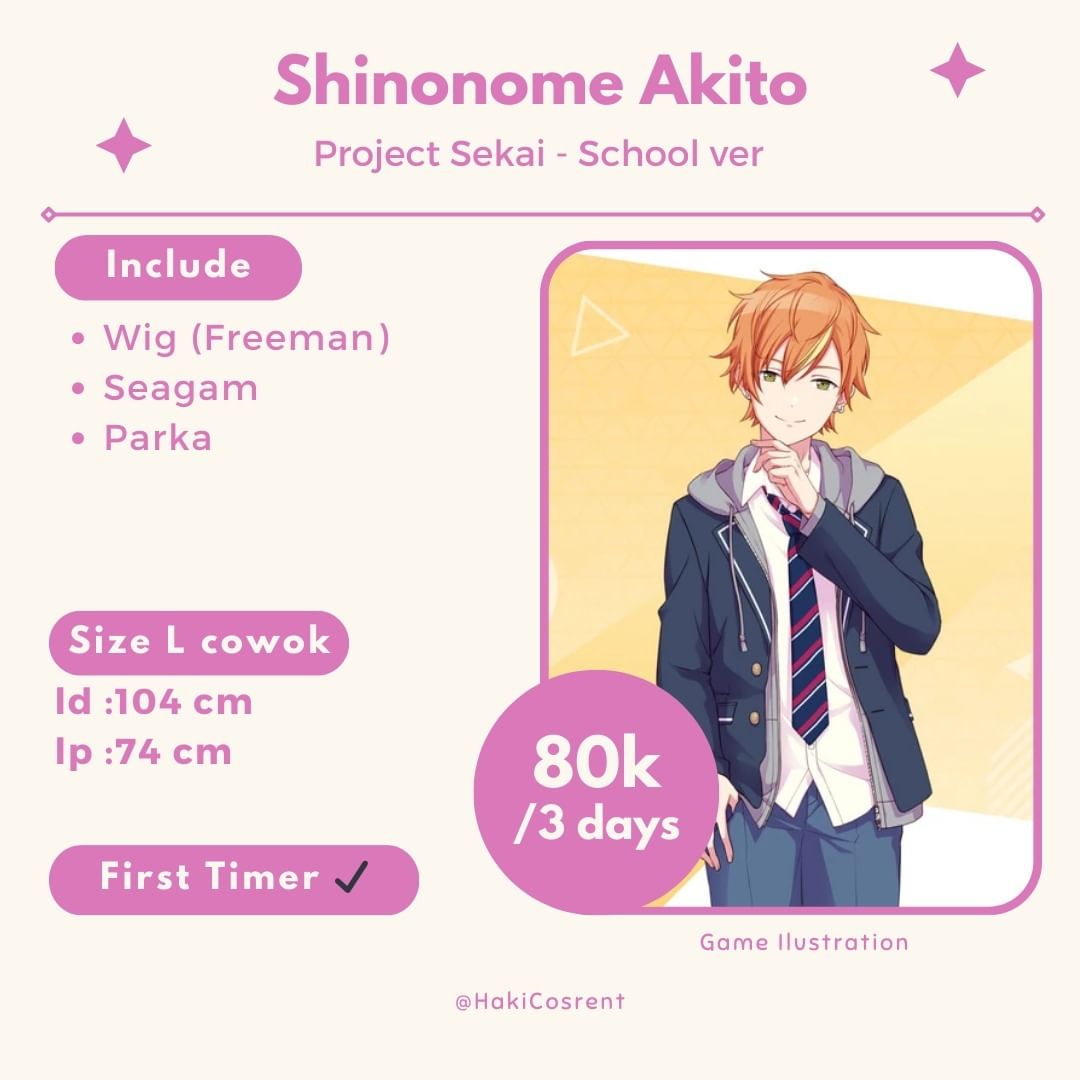 Shinonome Akito
Project Sekai - School ver
Include
• Wig (Freeman)
• Seagam
• Parka
Size L cowok
ld :104 cm
lp :74 cm
80k
/3 days
First Timer ✓
Game Ilustration
@HakiCosrent